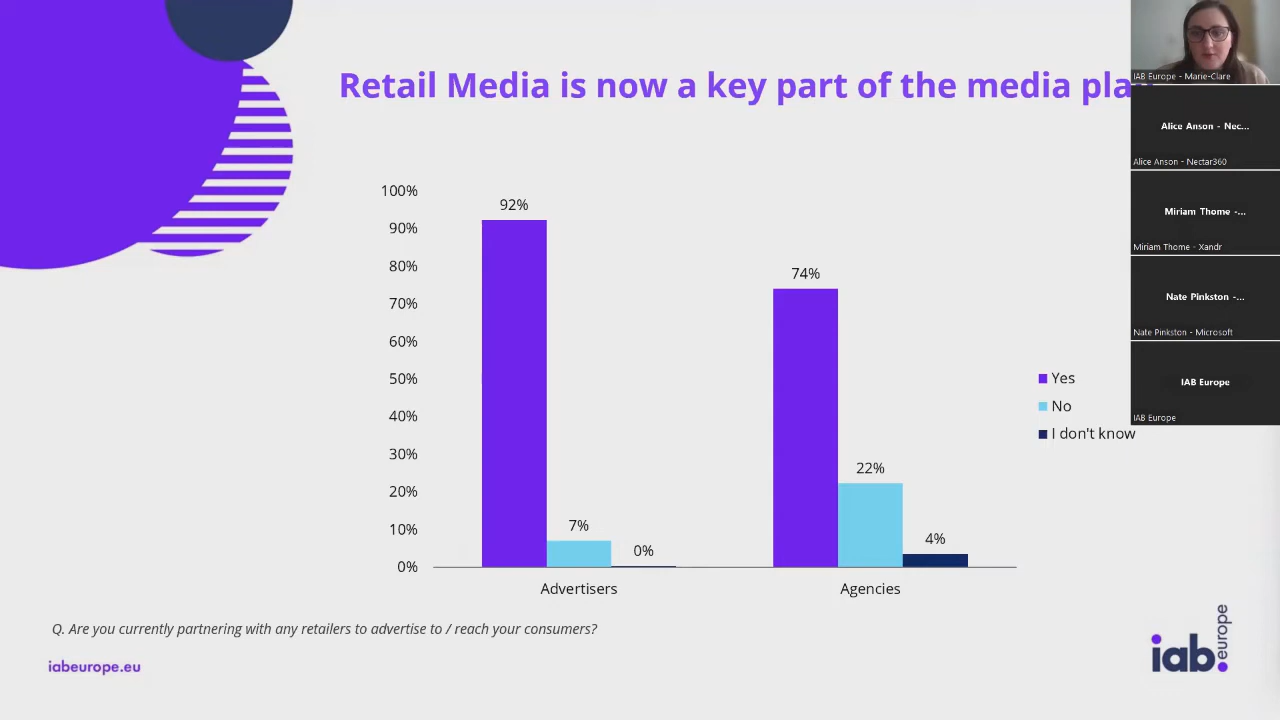 Retail Media is now a key part of the media pla
100%
90%
80%
70%
60%
50%
40%
30%
20%
10%
0%
92%
7%
0%
74%
22%
4%
Advertisers
Agencies
Yes
No
I don't know
Q. Are you currently partnering with any retailers to advertise to / reach your consumers?
iabeurope.eu
iab.
europe
IAB Europe - Marie-Clare
Alice Anson - Nec...
Alice Anson - Nectar360
Miriam Thome -...
Miriam Thome - Xandr
Nate Pinkston -...
Nate Pinkston - Microsoft
IAB Europe
IAB Europe